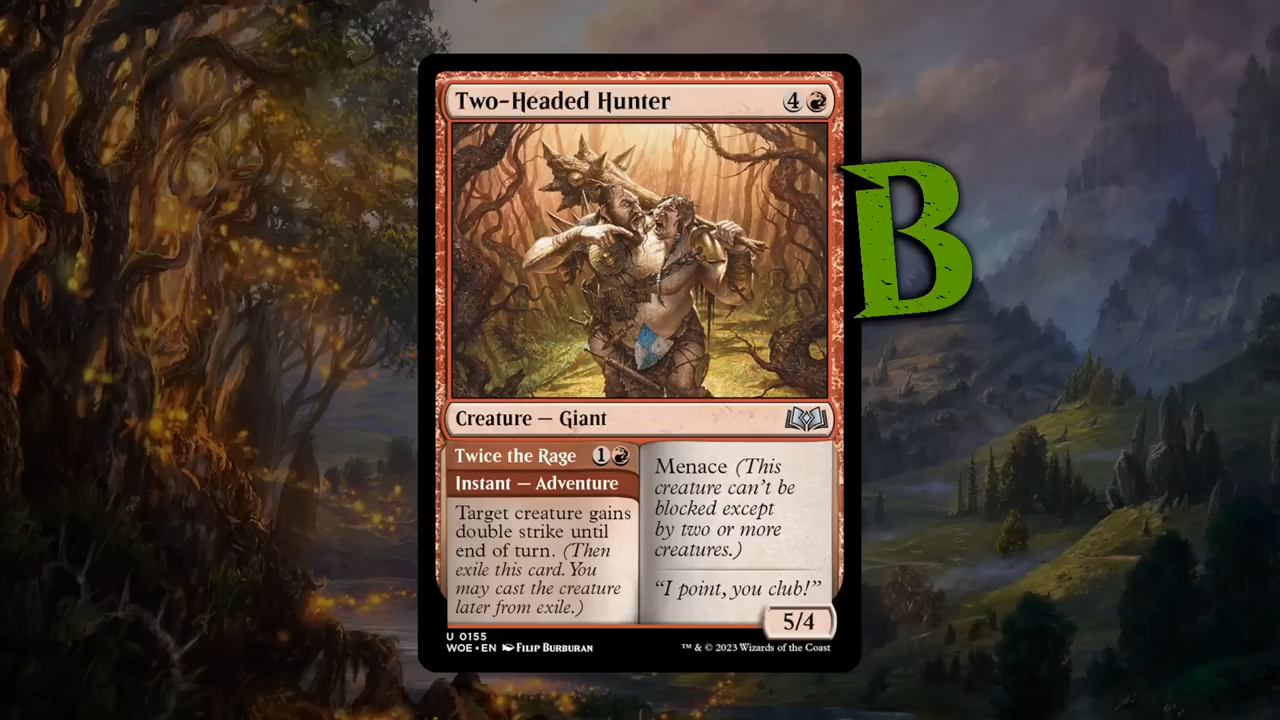 Two-Headed Hunter 4
B
Creature — Giant
Twice the Rage 1
Instant — Adventure
Target creature gains
double strike until
end of turn. (Then
exile this card. You
may cast the creature
later from exile.)
Menace (This
creature can't be
blocked except
by two or more
creatures.)
"I point, you club!"
5/4
U 0155
WOE • EN Filip Burburan
™ & © 2023 Wizards of the Coast